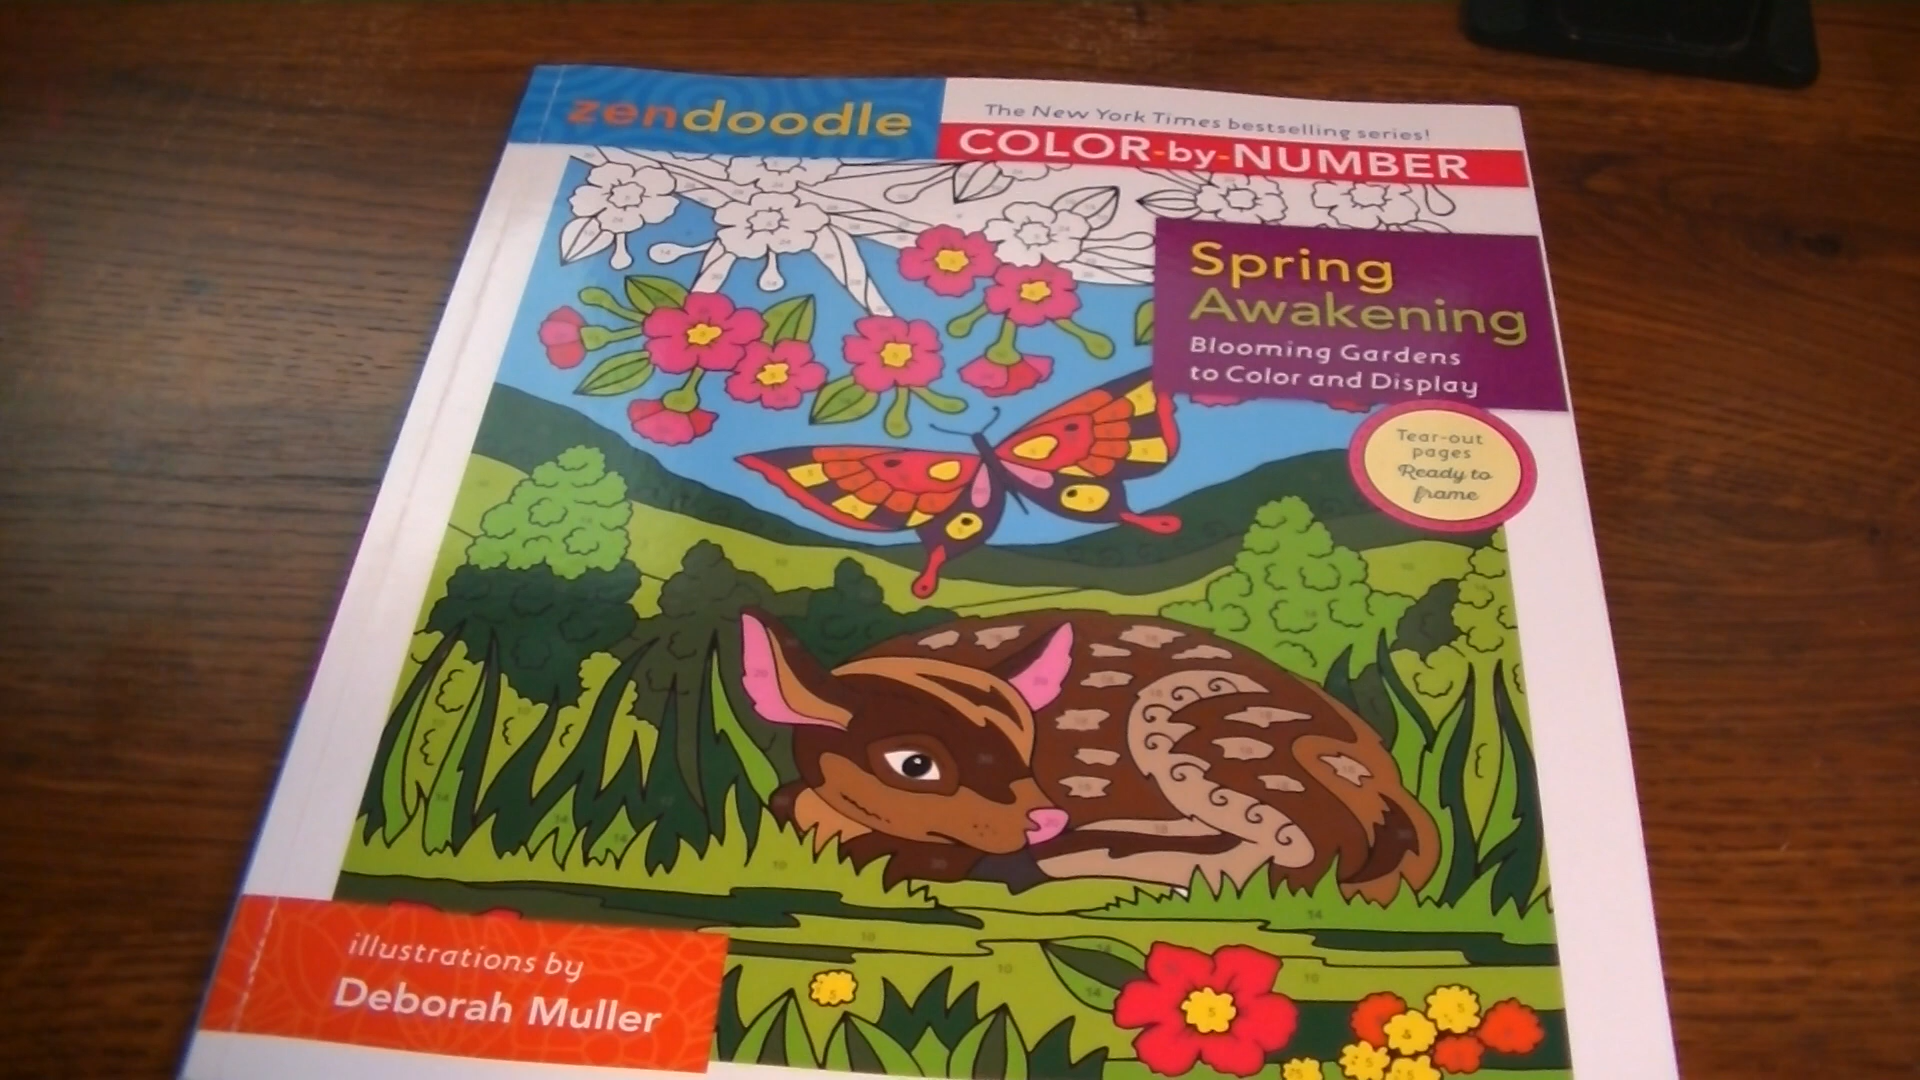 zendoodle
The New York Times bestselling series!
COLOR-by-NUMBER
Spring
Awakening
Blooming Gardens
to Color and Display
Tear-out
pages
Ready to
frame
illustrations by
Deborah Muller